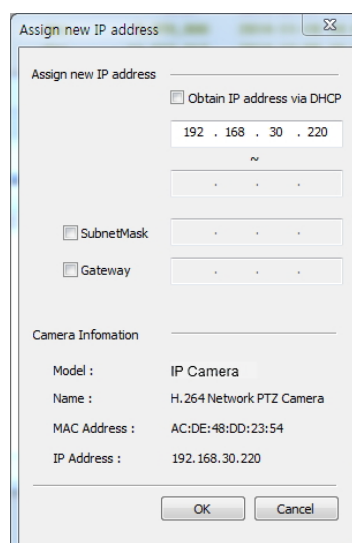 Assign new IP address
Assign new IP address
Obtain IP address via DHCP
192 . 168 . 30 . 220
~
. . .
SubnetMask . . .
Gateway . . .
Camera Infomation
Model : IP Camera
Name : H.264 Network PTZ Camera
MAC Address : AC:DE:48:DD:23:54
IP Address : 192.168.30.220
OK Cancel